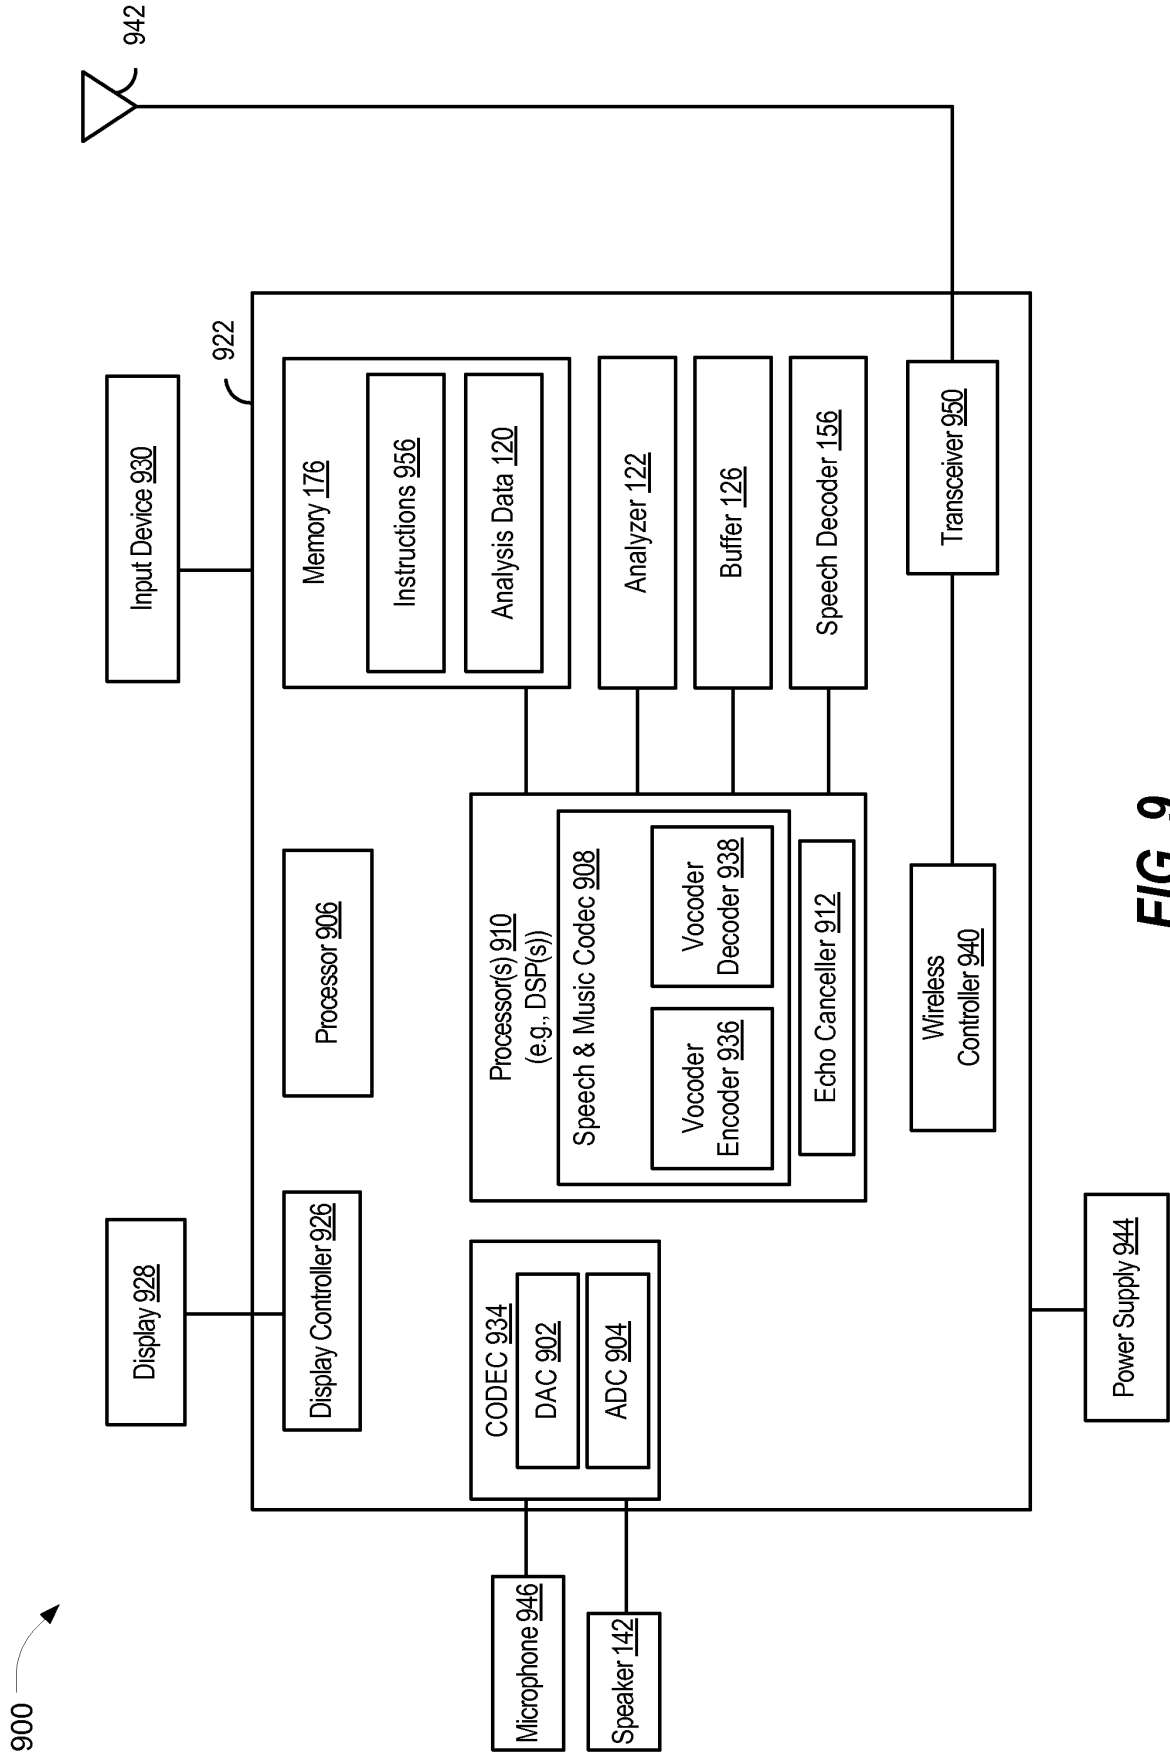 900
942
922
Display 928
Input Device 930
Display Controller 926
Processor 906
Memory 176
Instructions 956
Analysis Data 120
Microphone 946
Speaker 142
CODEC 934
DAC 902
ADC 904
Processor(s) 910
(e.g., DSP(s))
Speech & Music Codec 908
Vocoder
Encoder 936
Vocoder
Decoder 938
Echo Canceller 912
Analyzer 122
Buffer 126
Speech Decoder 156
Wireless
Controller 940
Transceiver 950
Power Supply 944
FIG. 9